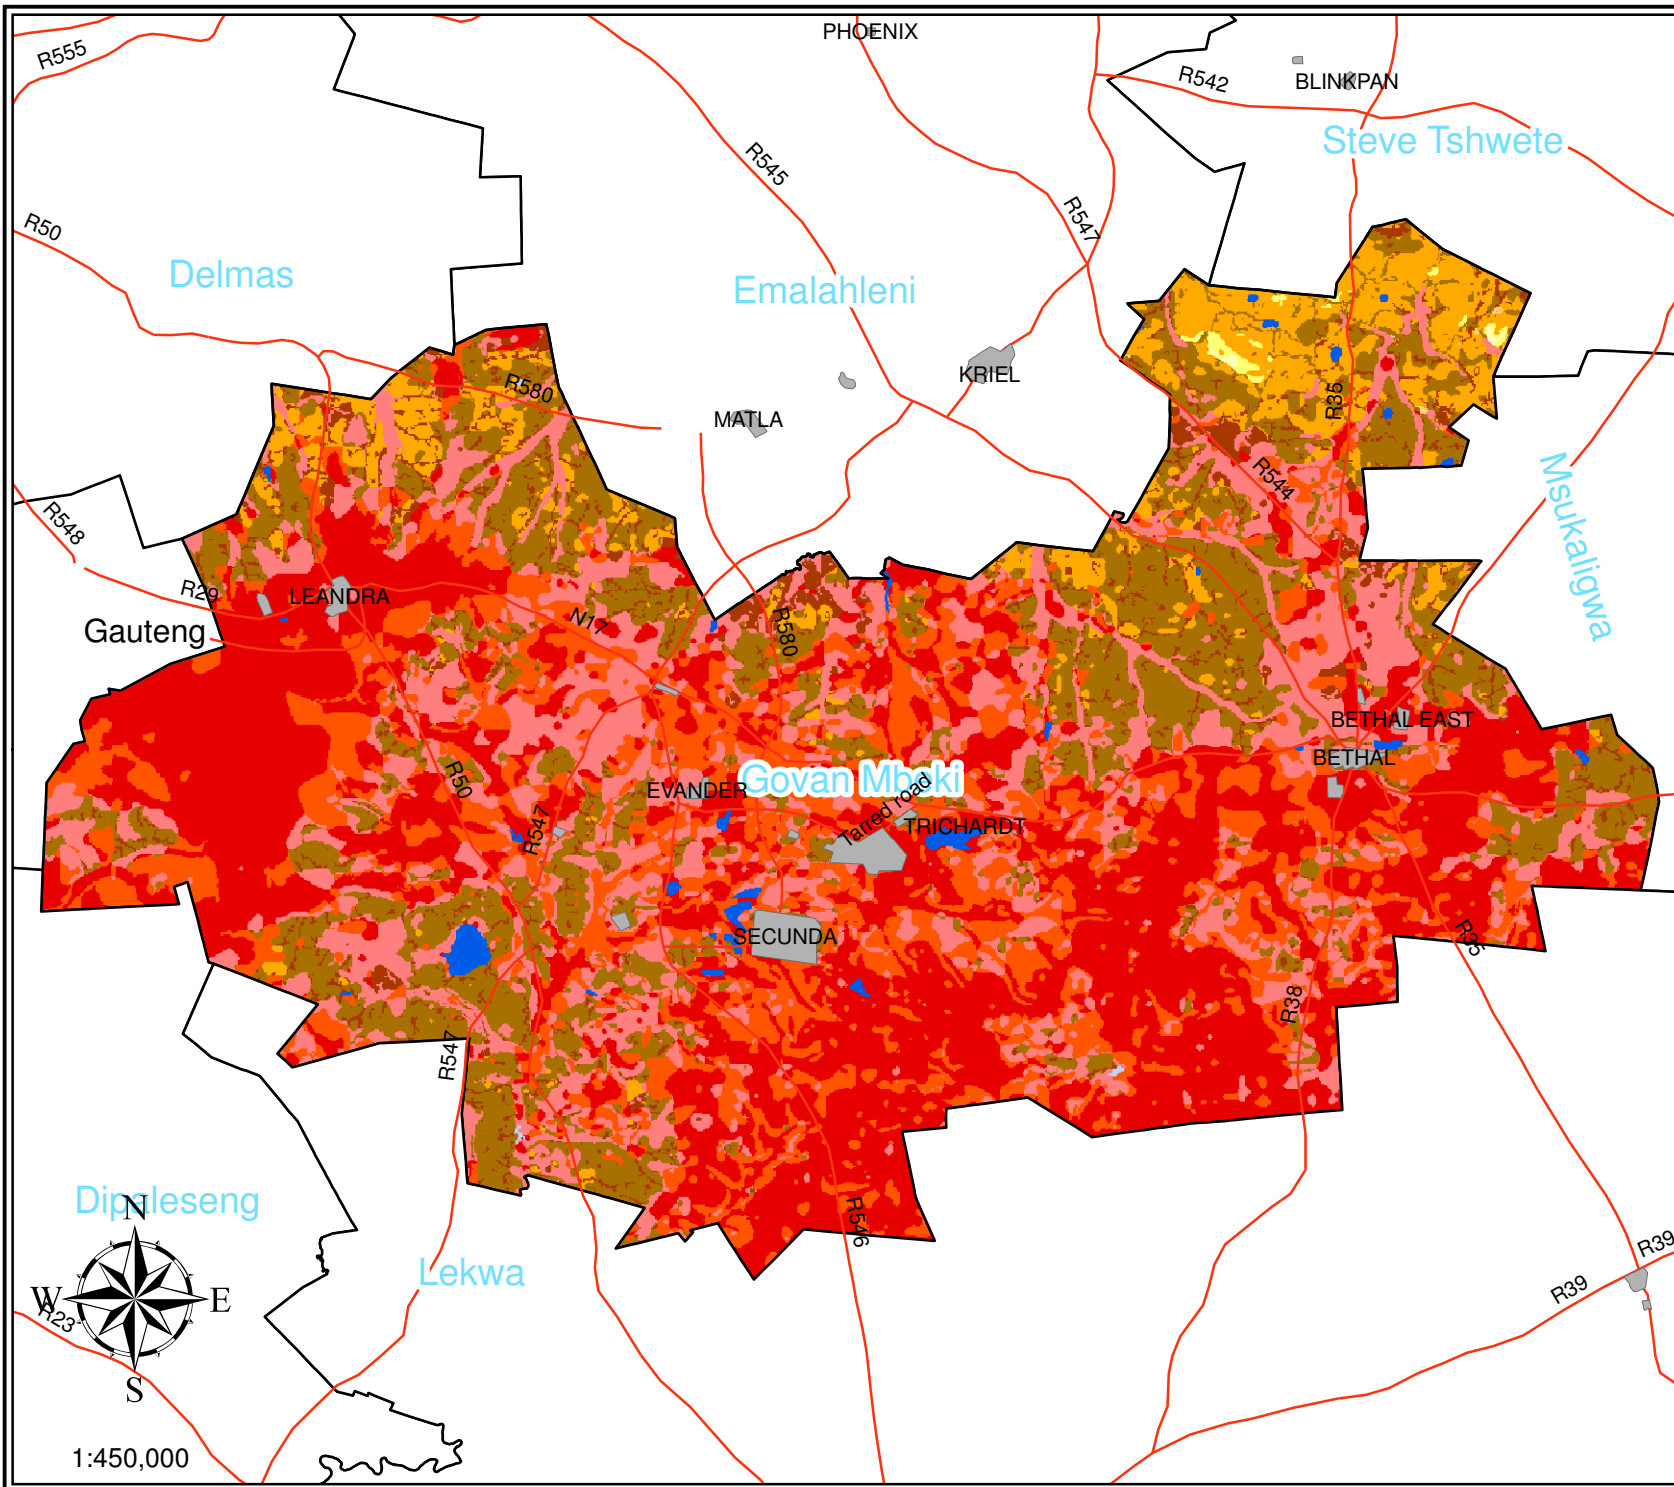 PHOENIX
R555
R542
BLINKPAN
Steve Tshwete
R545
R547
R50
Delmas
Emalahleni
KRIEL
R580
R35
MATLA
R544
Msukaligwa
R548
R29
LEANDRA
Gauteng
N17
R580
BETHAL EAST
BETHAL
R50
EVANDER
Govan Mbeki
Tarred road
TRICHARDT
R547
SECUNDA
R35
R38
R547
Dipaleseng
N
R546
Lekwa
R39
R39
W
E
R23
S
1:450,000